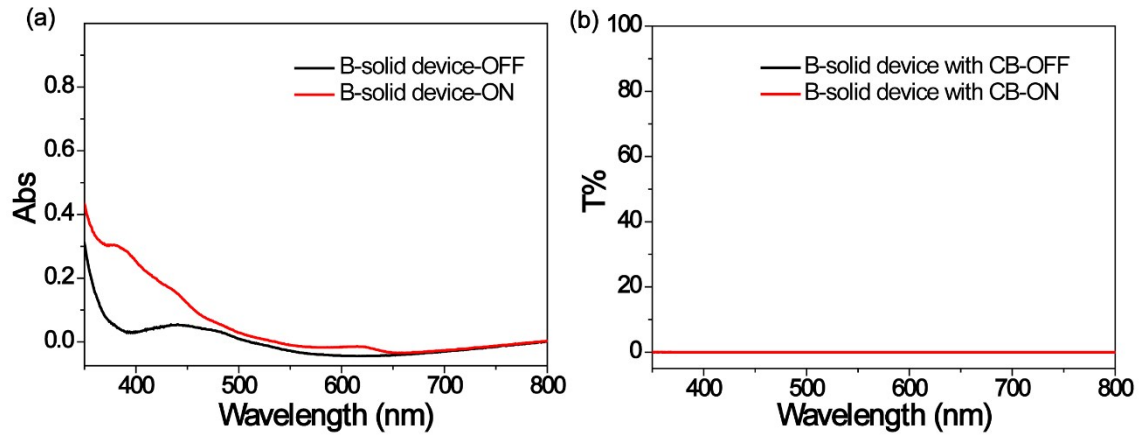 (a)
B-solid device-OFF
B-solid device-ON
Abs
0.8
0.6
0.4
0.2
0.0
400 500 600 700 800
Wavelength (nm)
(b)
B-solid device with CB-OFF
B-solid device with CB-ON
T%
100
80
60
40
20
0
400 500 600 700 800
Wavelength (nm)